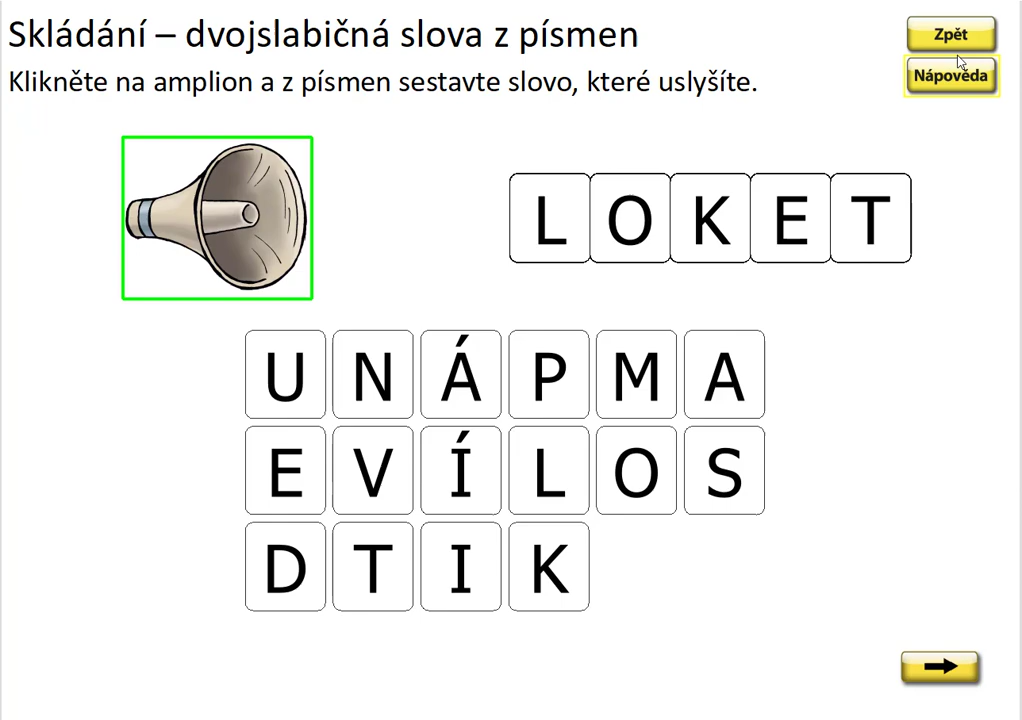 Skládání – dvojslabičná slova z písmen
Zpět
Klikněte na amplion a z písmen sestavte slovo, které uslyšíte.
Nápověda
L O K E T
U N Á P M A
E V Í L O S
D T I K